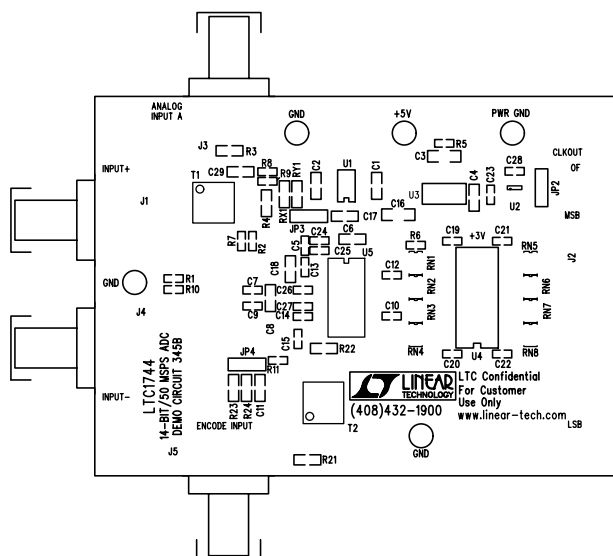 ANALOG
INPUT A
GND
+5V
PWR GND
J3
R3
R5
C3
CLKOUT
OF
INPUT+
C29
R8
R9
RY1
C2
U1
C1
C4
C23
C28
T1
U3
U2
JP2
J1
R4
RX1
JP3
C17
C16
MSB
R7
R2
C5
C24
C6
C25
U5
R6
C19
+3V
C21
RN5
J2
C18
C13
RN1
GND
R1
R10
C7
C26
C12
RN2
RN6
C9
C27
C14
C10
RN3
RN7
J4
C8
C15
R22
RN4
C20
U4
C22
RN8
JP4
R11
INPUT-
LTC1744
14-BIT/50 MSPS ADC
DEMO CIRCUIT 345B
R23
R24
C11
LINEAR
TECHNOLOGY
(408)432-1900
LTC Confidential
For Customer
Use Only
www.linear-tech.com
ENCODE INPUT
T2
LSB
J5
GND
R21